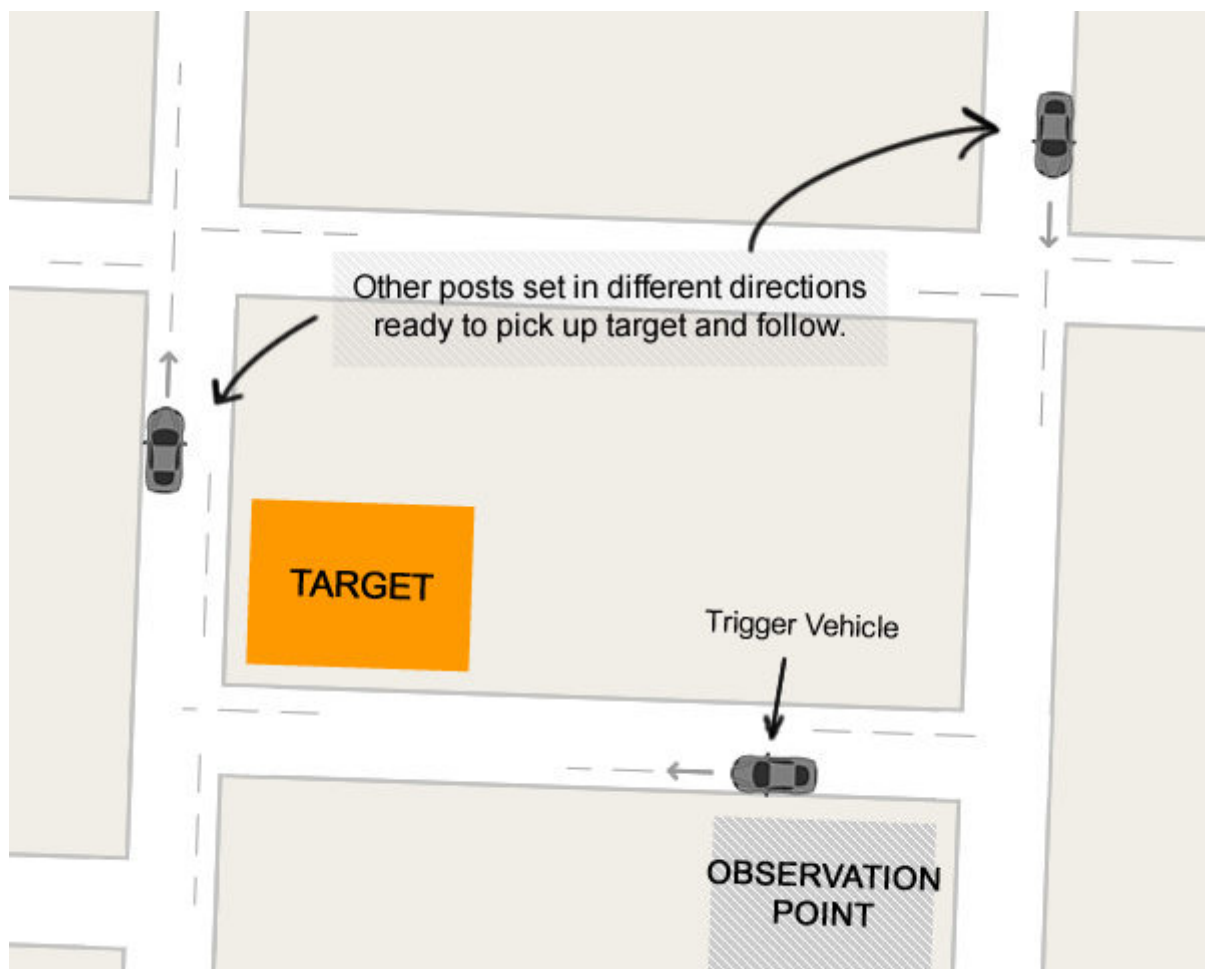 Other posts set in different directions
ready to pick up target and follow.
TARGET
Trigger Vehicle
OBSERVATION
POINT